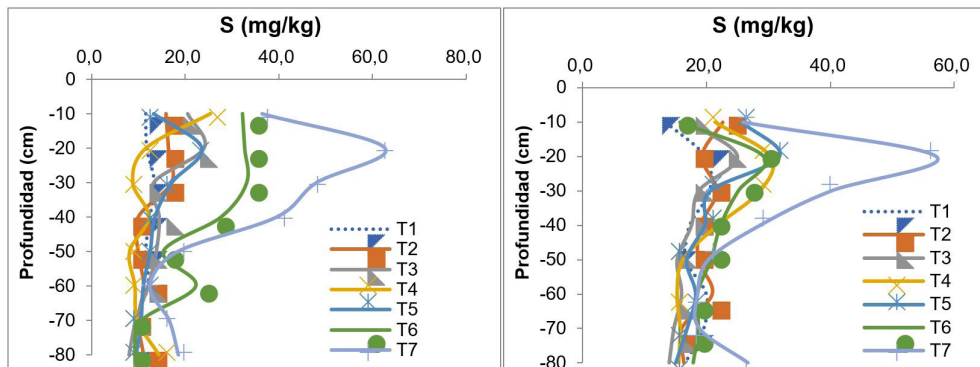 S (mg/kg)
0,0 20,0 40,0 60,0 80,0
0
-10
-20
-30
-40
-50
-60
-70
-80
Profundidad (cm)
T1
T2
T3
T4
T5
T6
T7
S (mg/kg)
0,0 20,0 40,0 60,0
0
-10
-20
-30
-40
-50
-60
-70
-80
Profundidad (cm)
T1
T2
T3
T4
T5
T6
T7